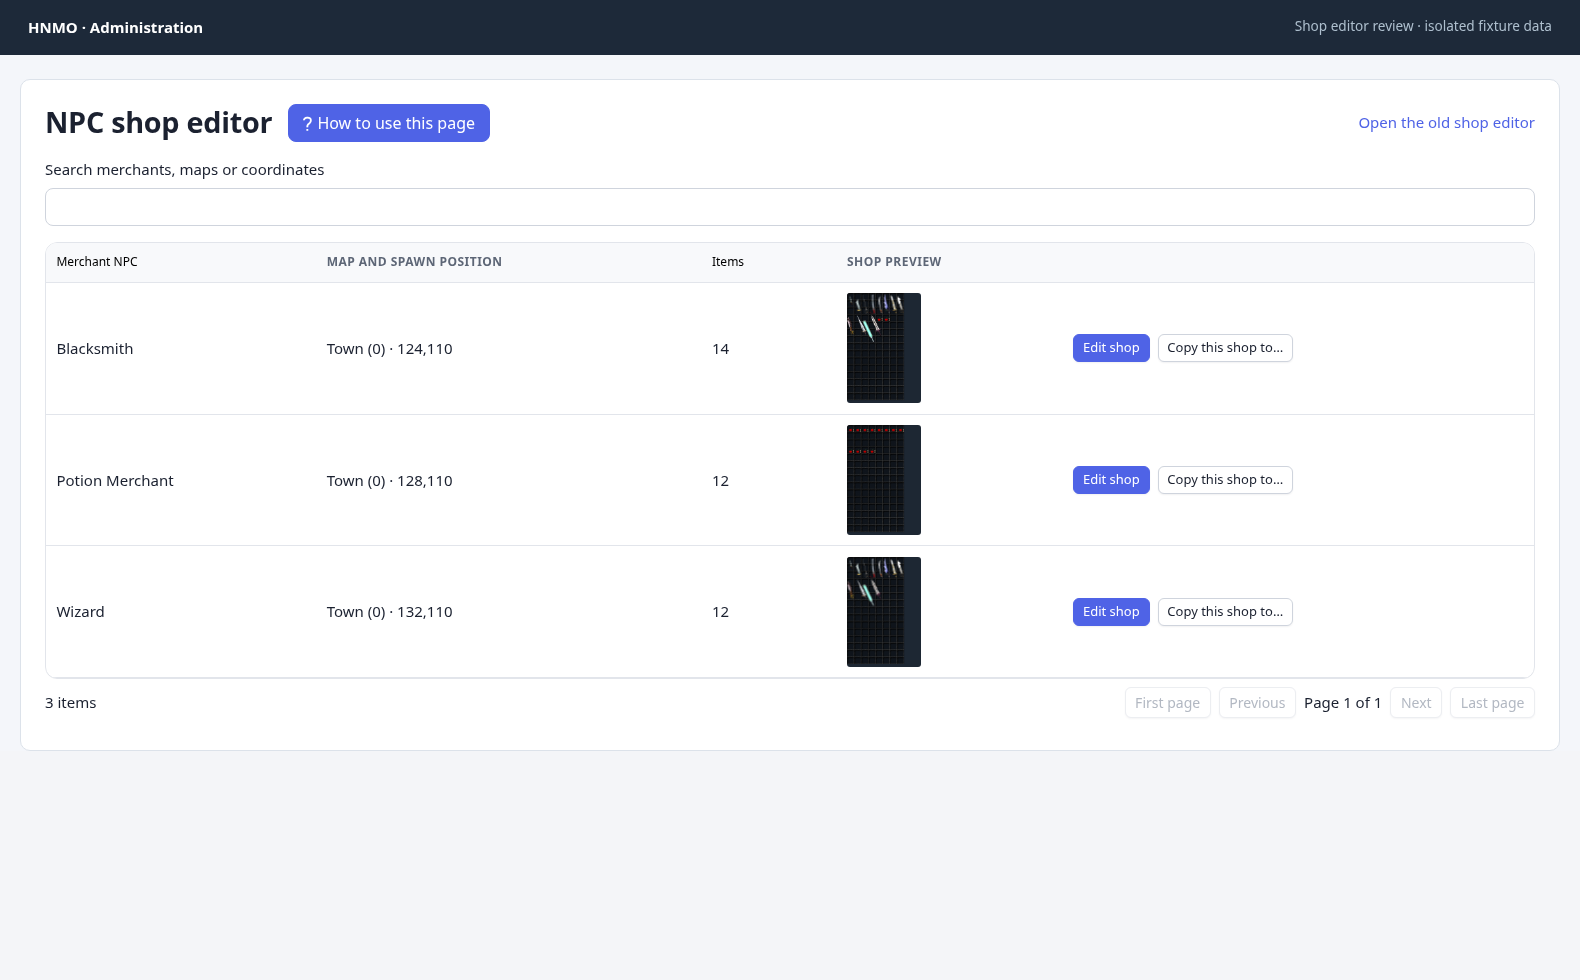 HNMO · Administration
Shop editor review · isolated fixture data
NPC shop editor
? How to use this page
Open the old shop editor
Search merchants, maps or coordinates
Merchant NPC MAP AND SPAWN POSITION Items SHOP PREVIEW
Blacksmith Town (0) · 124,110 14 Edit shop Copy this shop to...
Potion Merchant Town (0) · 128,110 12 Edit shop Copy this shop to...
Wizard Town (0) · 132,110 12 Edit shop Copy this shop to...
3 items
First page Previous Page 1 of 1 Next Last page